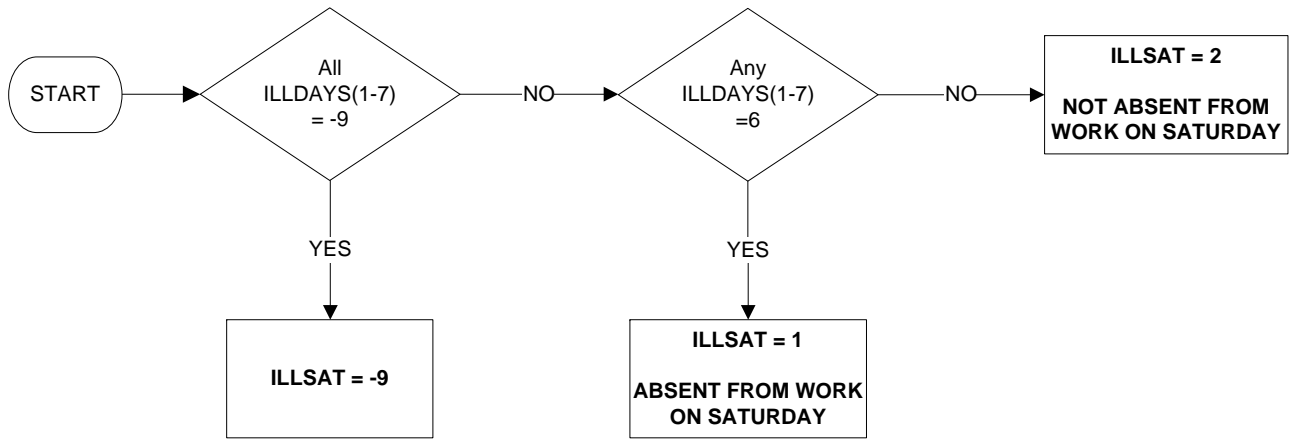 START
All
ILLDAYS(1-7)
= -9
NO
Any
ILLDAYS(1-7)
=6
NO
ILLSAT = 2
NOT ABSENT FROM
WORK ON SATURDAY
YES
YES
ILLSAT = -9
ILLSAT = 1
ABSENT FROM WORK
ON SATURDAY